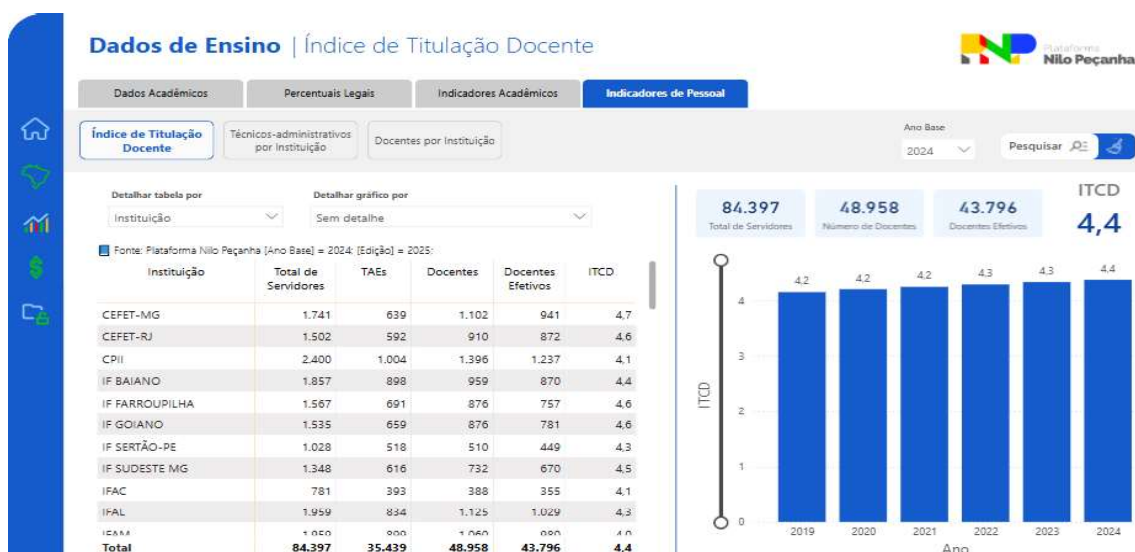 Dados de Ensino | Índice de Titulação Docente
Plataforma
Nilo Peçanha
Dados Acadêmicos Percentuais Legais Indicadores Acadêmicos Indicadores de Pessoal
Índice de Titulação Docente
Técnicos-administrativos por Instituição
Docentes por Instituição
Ano Base
2024
Pesquisar
Detalhar tabela por
Instituição
Detalhar gráfico por
Sem detalhe
Fonte: Plataforma Nilo Peçanha [Ano Base] = 2024; [Edição] = 2025;
Instituição Total de Servidores TAEs Docentes Docentes Efetivos ITCD
CEFET-MG 1.741 639 1.102 941 4,7
CEFET-RJ 1.502 592 910 872 4,6
CPII 2.400 1.004 1.396 1.237 4,1
IF BAIANO 1.857 898 959 870 4,4
IF FARROUPILHA 1.567 691 876 757 4,6
IF GOIANO 1.535 659 876 781 4,6
IF SERTÃO-PE 1.028 518 510 449 4,3
IF SUDESTE MG 1.348 616 732 670 4,5
IFAC 781 393 388 355 4,1
IFAL 1.959 834 1.125 1.029 4,3
IFAM
Total 84.397 35.439 48.958 43.796 4,4
84.397
Total de Servidores
48.958
Número de Docentes
43.796
Docentes Efetivos
ITCD
4,4
4,2 4,2 4,2 4,3 4,3 4,4
4
3
2
1
0
ITCD
2019 2020 2021 2022 2023 2024
Ano